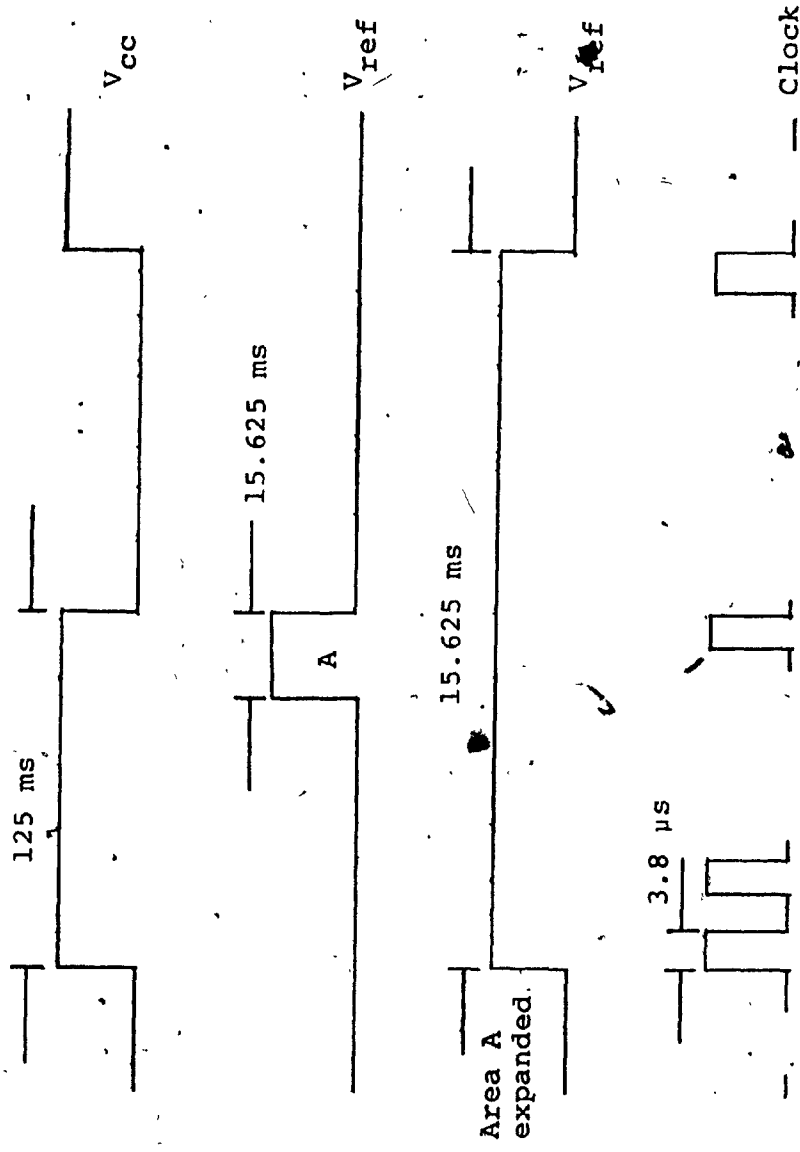 125 ms
Vcc
15.625 ms
A
Vref
15.625 ms
Area A
expanded.
Vref
3.8 µs
Clock